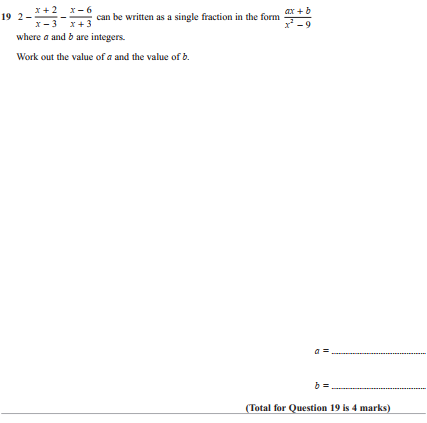 19 2 − (x + 2)/(x − 3) − (x − 6)/(x + 3) can be written as a single fraction in the form (ax + b)/(x² − 9)
where a and b are integers.
Work out the value of a and the value of b.
a =
b =
(Total for Question 19 is 4 marks)